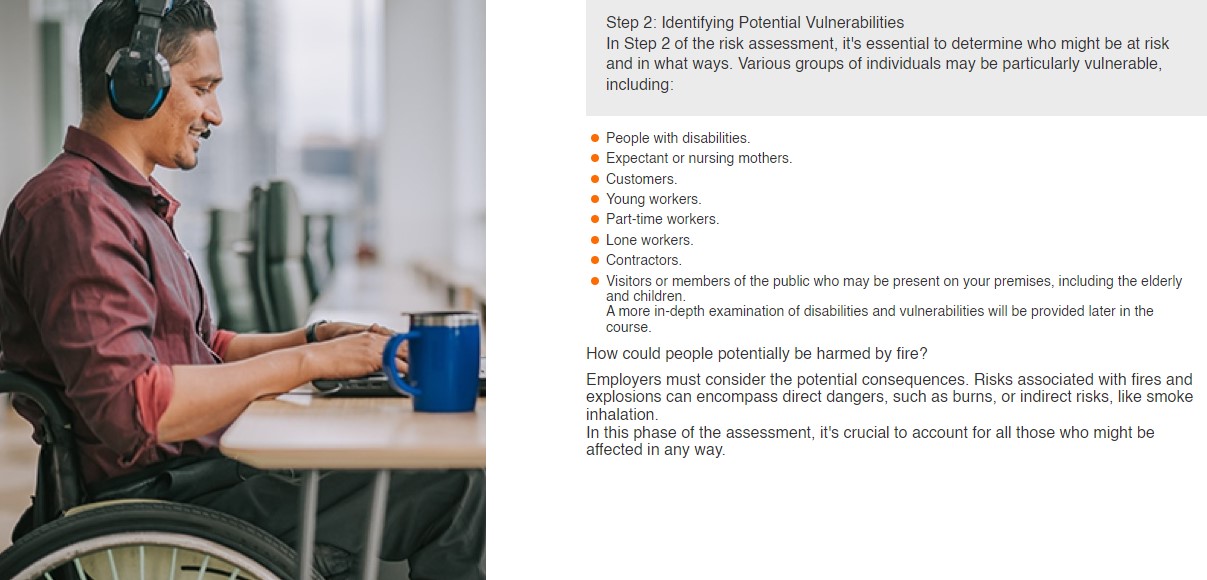 Step 2: Identifying Potential Vulnerabilities
In Step 2 of the risk assessment, it's essential to determine who might be at risk
and in what ways. Various groups of individuals may be particularly vulnerable,
including:
People with disabilities.
Expectant or nursing mothers.
Customers.
Young workers.
Part-time workers.
Lone workers.
Contractors.
Visitors or members of the public who may be present on your premises, including the elderly
and children.
A more in-depth examination of disabilities and vulnerabilities will be provided later in the
course.
How could people potentially be harmed by fire?
Employers must consider the potential consequences. Risks associated with fires and
explosions can encompass direct dangers, such as burns, or indirect risks, like smoke
inhalation.
In this phase of the assessment, it's crucial to account for all those who might be
affected in any way.